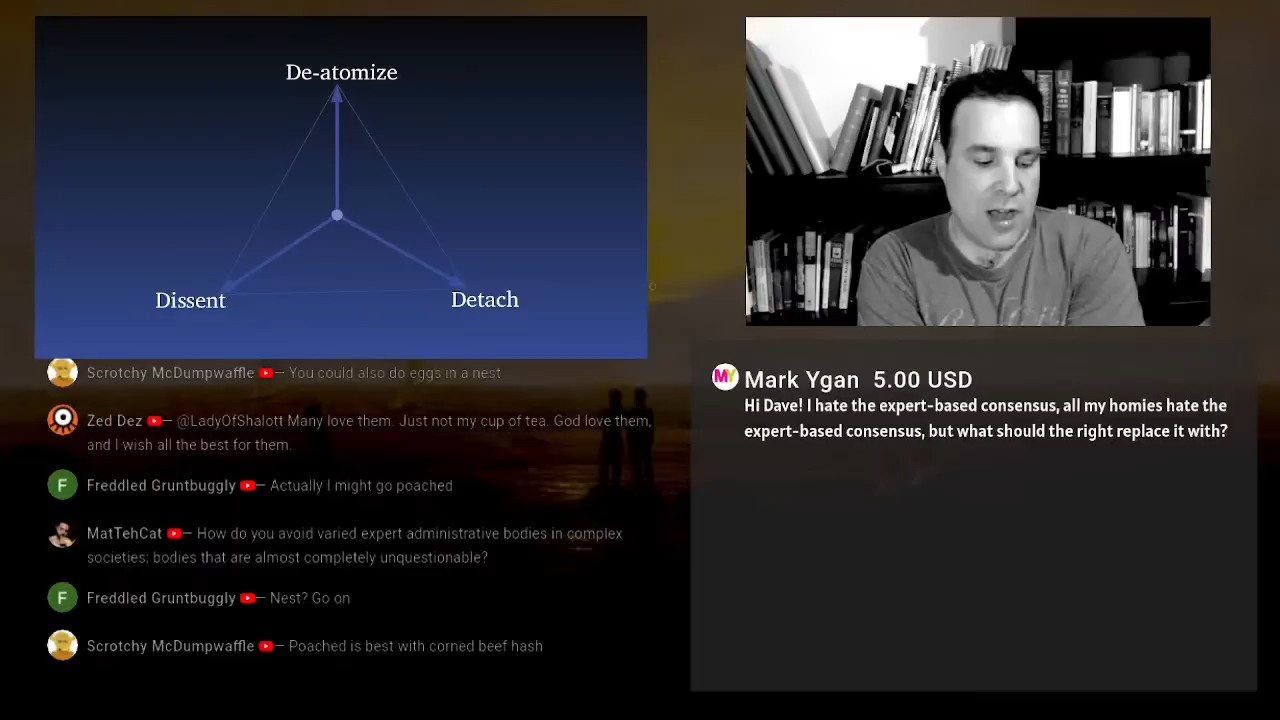 De-atomize
Dissent
Detach
Scrotchy McDumpwaffle — You could also do eggs in a nest
Zed Dez — @LadyOfShalott Many love them. Just not my cup of tea. God love them,
and I wish all the best for them.
F
Freddled Gruntbuggly — Actually I might go poached
MatTehCat — How do you avoid varied expert administrative bodies in complex
societies; bodies that are almost completely unquestionable?
F
Freddled Gruntbuggly — Nest? Go on
Scrotchy McDumpwaffle — Poached is best with corned beef hash
MY
Mark Ygan 5.00 USD
Hi Dave! I hate the expert-based consensus, all my homies hate the
expert-based consensus, but what should the right replace it with?